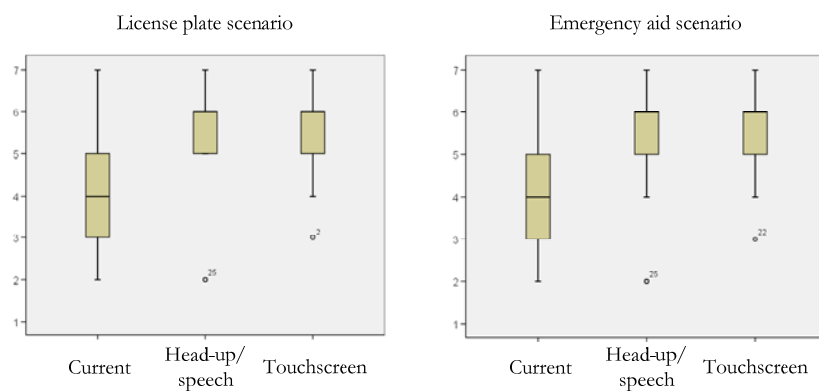 License plate scenario
7
6
5
4
3
2
1
25
2
Current
Head-up/
speech
Touchscreen
Emergency aid scenario
7
6
5
4
3
2
1
22
25
Current
Head-up/
speech
Touchscreen